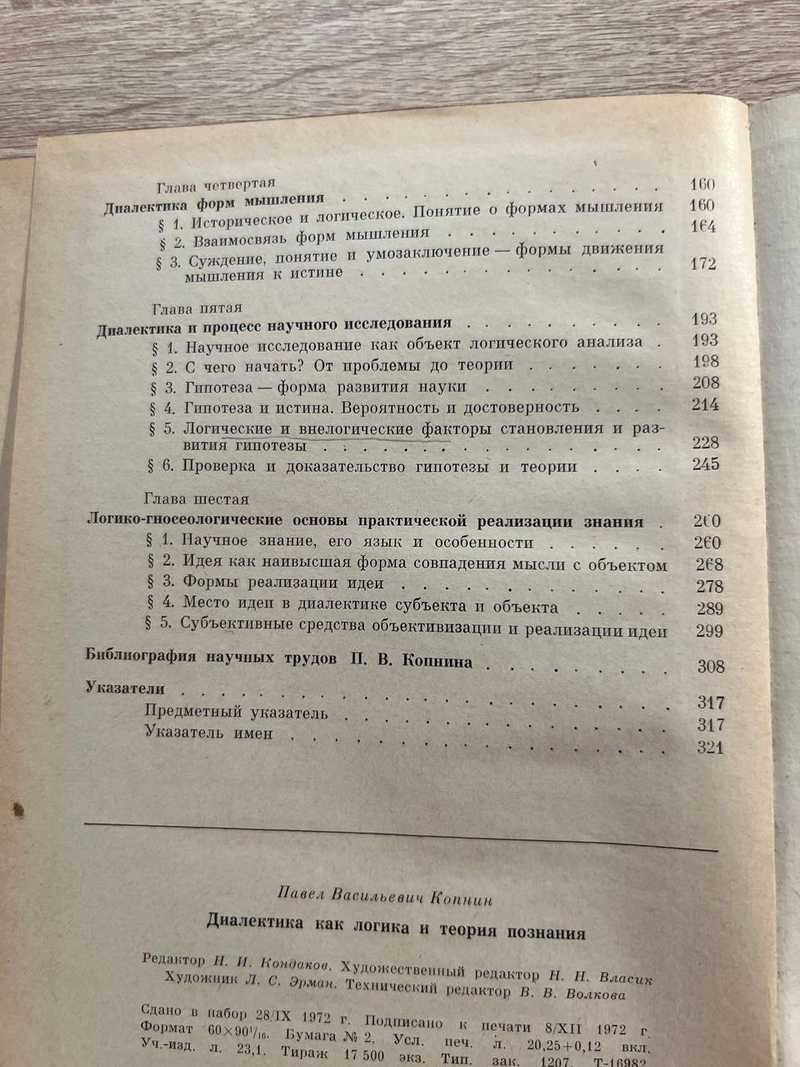 Глава четвертая
Диалектика форм мышления . . . . . . . . . . . . . . 160
§ 1. Историческое и логическое. Понятие о формах мышления 160
§ 2. Взаимосвязь форм мышления . . . . . . . . . . 164
§ 3. Суждение, понятие и умозаключение — формы движения
мышления к истине . . . . . . . . . . . . . 172
Глава пятая
Диалектика и процесс научного исследования . . . . . . . . . . 193
§ 1. Научное исследование как объект логического анализа . 193
§ 2. С чего начать? От проблемы до теории . . . . . . . 198
§ 3. Гипотеза — форма развития науки . . . . . . . . . 208
§ 4. Гипотеза и истина. Вероятность и достоверность . . . . 214
§ 5. Логические и внелогические факторы становления и раз-
вития гипотезы . . . . . . . . . . . . . . . 228
§ 6. Проверка и доказательство гипотезы и теории . . . . 245
Глава шестая
Логико-гносеологические основы практической реализации знания . 260
§ 1. Научное знание, его язык и особенности . . . . . . 260
§ 2. Идея как наивысшая форма совпадения мысли с объектом 268
§ 3. Формы реализации идеи . . . . . . . . . . . . 278
§ 4. Место идеи в диалектике субъекта и объекта . . . . . 289
§ 5. Субъективные средства объективизации и реализации идеи 299
Библиография научных трудов П. В. Копнина . . . . . . . . . 308
Указатели . . . . . . . . . . . . . . . . . . . . . 317
Предметный указатель . . . . . . . . . . . . . . 317
Указатель имен . . . . . . . . . . . . . . . . . 321
Павел Васильевич Копнин
Диалектика как логика и теория познания
Редактор Н. И. Кондаков. Художественный редактор Н. Н. Власик
Художник Л. С. Эрман. Технический редактор В. В. Волкова
Сдано в набор 28/IX 1972 г. Подписано к печати 8/XII 1972 г.
Формат 60×90¹/₁₆. Бумага № 2. Усл. печ. л. 20,25+0,12 вкл.
Уч.-изд. л. 23,1. Тираж 17 500 экз. Тип. зак. 1207. Т-16982